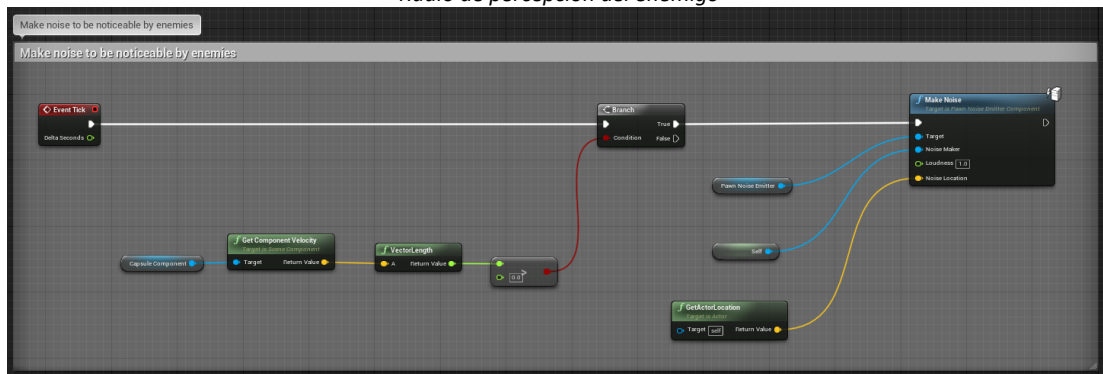 Make noise to be noticeable by enemies
Make noise to be noticeable by enemies
Event Tick
Delta Seconds
Branch
True
Condition
False
Make Noise
Target is Pawn Noise Emitter Component
Target
Noise Maker
Loudness 1.0
Noise Location
Pawn Noise Emitter
Self
Get Component Velocity
Target is Scene Component
Capsule Component
Target
Return Value
VectorLength
A
Return Value
>
0.0
GetActorLocation
Target is Actor
Target self
Return Value